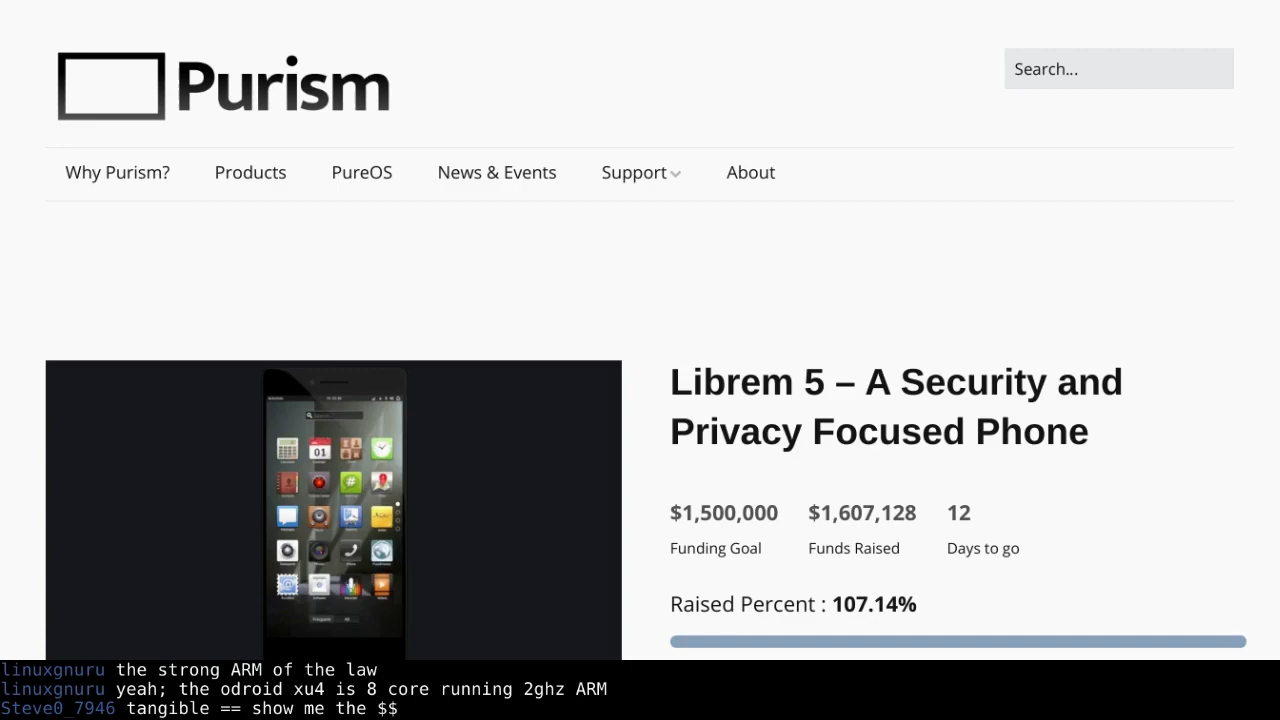 Purism
Search...
Why Purism?
Products
PureOS
News & Events
Support
About
Librem 5 – A Security and
Privacy Focused Phone
$1,500,000
$1,607,128
12
Funding Goal
Funds Raised
Days to go
Raised Percent : 107.14%
01
linuxgnuru the strong ARM of the law
linuxgnuru yeah; the odroid xu4 is 8 core running 2ghz ARM
Steve0_7946 tangible == show me the $$